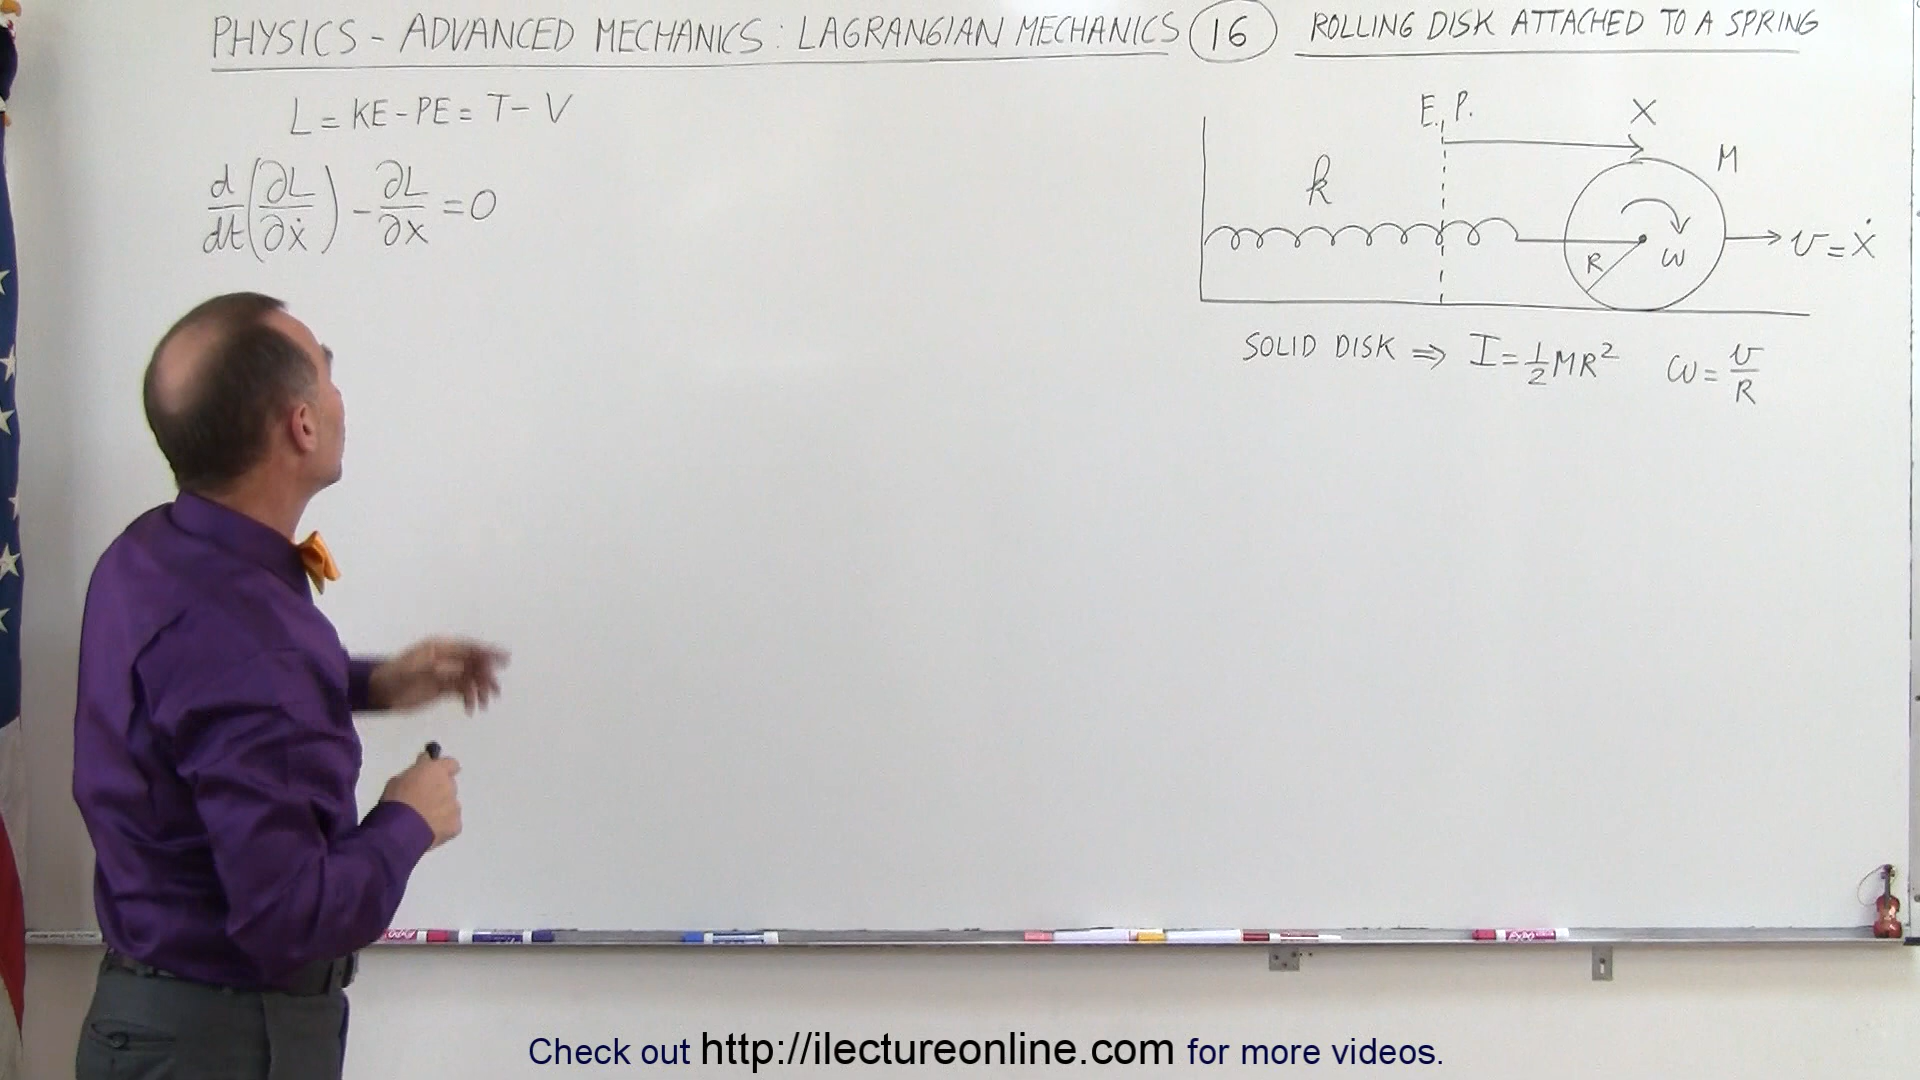 PHYSICS - ADVANCED MECHANICS: LAGRANGIAN MECHANICS 16 ROLLING DISK ATTACHED TO A SPRING
L = KE - PE = T - V
d/dt(∂L/∂ẋ) - ∂L/∂x = 0
E.P.
X
M
k
R
ω
v = ẋ
SOLID DISK ⇒ I = 1/2 MR² ω = v/R
EXPO
Check out http://ilectureonline.com for more videos.